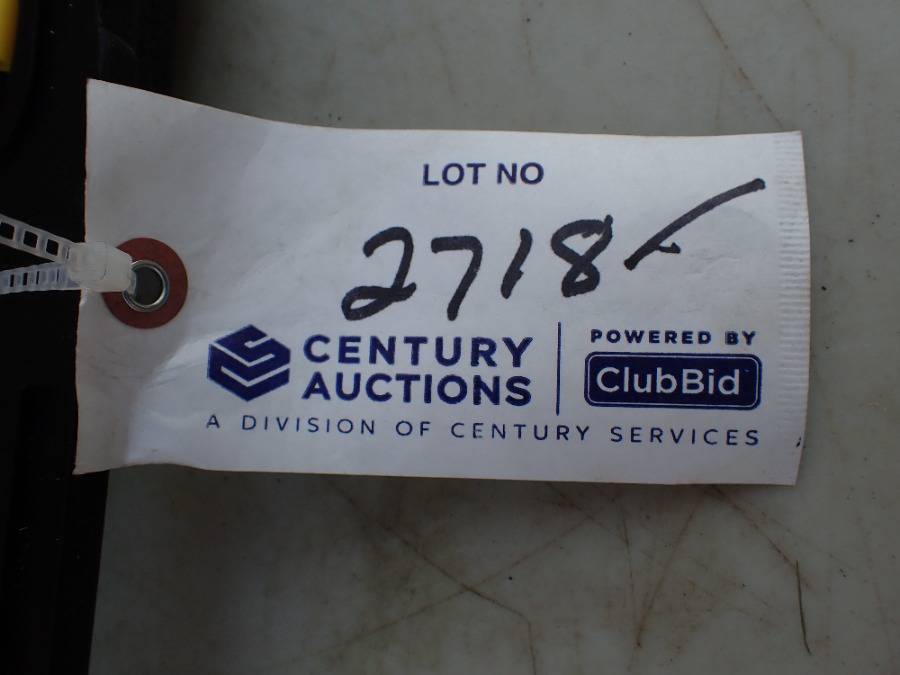 LOT NO
2718 ✓
CENTURY
AUCTIONS
A DIVISION OF CENTURY SERVICES
POWERED BY
ClubBid